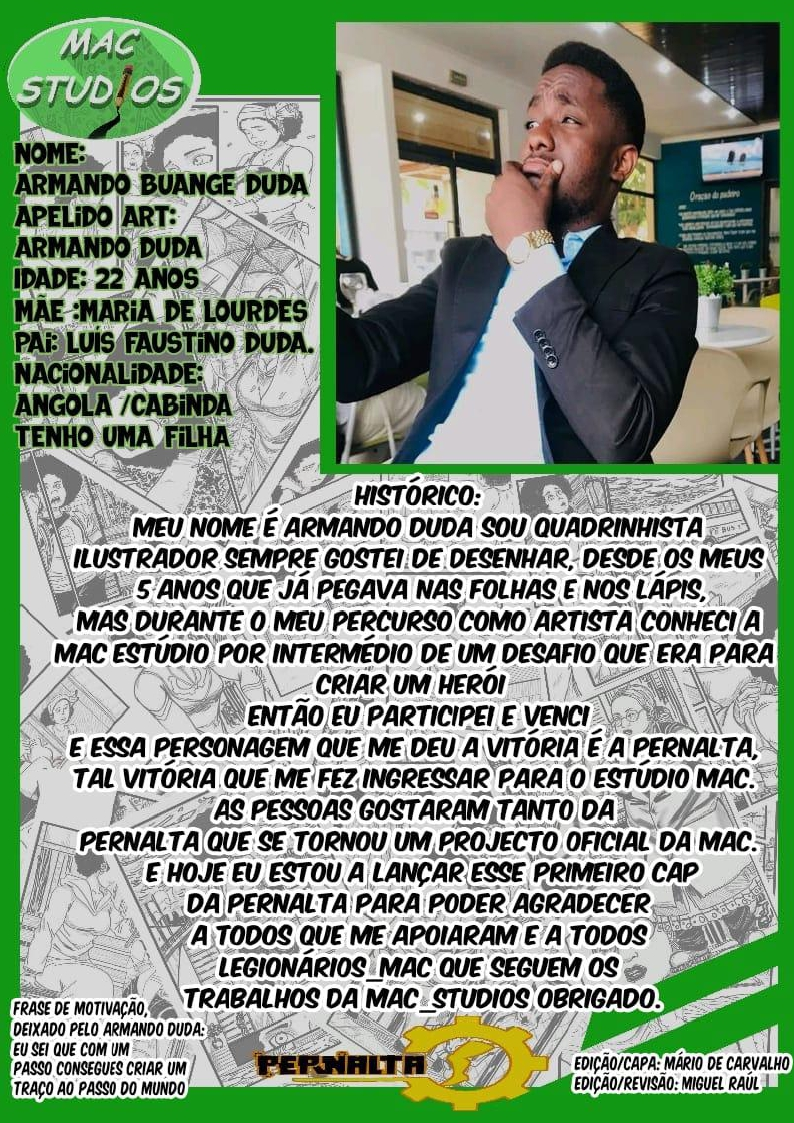 MAC
STUDIOS
NOME:
ARMANDO BUANGE DUDA
APELIDO ART:
ARMANDO DUDA
IDADE: 22 ANOS
MÃE :MARIA DE LOURDES
PAI: LUIS FAUSTINO DUDA.
NACIONALIDADE:
ANGOLA /CABINDA
TENHO UMA FILHA
Oração do padeiro
HISTÓRICO:
MEU NOME É ARMANDO DUDA SOU QUADRINHISTA
ILUSTRADOR SEMPRE GOSTEI DE DESENHAR, DESDE OS MEUS
5 ANOS QUE JÁ PEGAVA NAS FOLHAS E NOS LÁPIS,
MAS DURANTE O MEU PERCURSO COMO ARTISTA CONHECI A
MAC ESTÚDIO POR INTERMÉDIO DE UM DESAFIO QUE ERA PARA
CRIAR UM HERÓI
ENTÃO EU PARTICIPEI E VENCI
E ESSA PERSONAGEM QUE ME DEU A VITÓRIA É A PERNALTA,
TAL VITÓRIA QUE ME FEZ INGRESSAR PARA O ESTÚDIO MAC.
AS PESSOAS GOSTARAM TANTO DA
PERNALTA QUE SE TORNOU UM PROJECTO OFICIAL DA MAC.
E HOJE EU ESTOU A LANÇAR ESSE PRIMEIRO CAP
DA PERNALTA PARA PODER AGRADECER
A TODOS QUE ME APOIARAM E A TODOS
LEGIONÁRIOS_MAC QUE SEGUEM OS
TRABALHOS DA MAC_STUDIOS OBRIGADO.
FRASE DE MOTIVAÇÃO,
DEIXADO PELO ARMANDO DUDA:
EU SEI QUE COM UM
PASSO CONSEGUES CRIAR UM
TRAÇO AO PASSO DO MUNDO
PERNALTA
EDIÇÃO/CAPA: MÁRIO DE CARVALHO
EDIÇÃO/REVISÃO: MIGUEL RAÚL